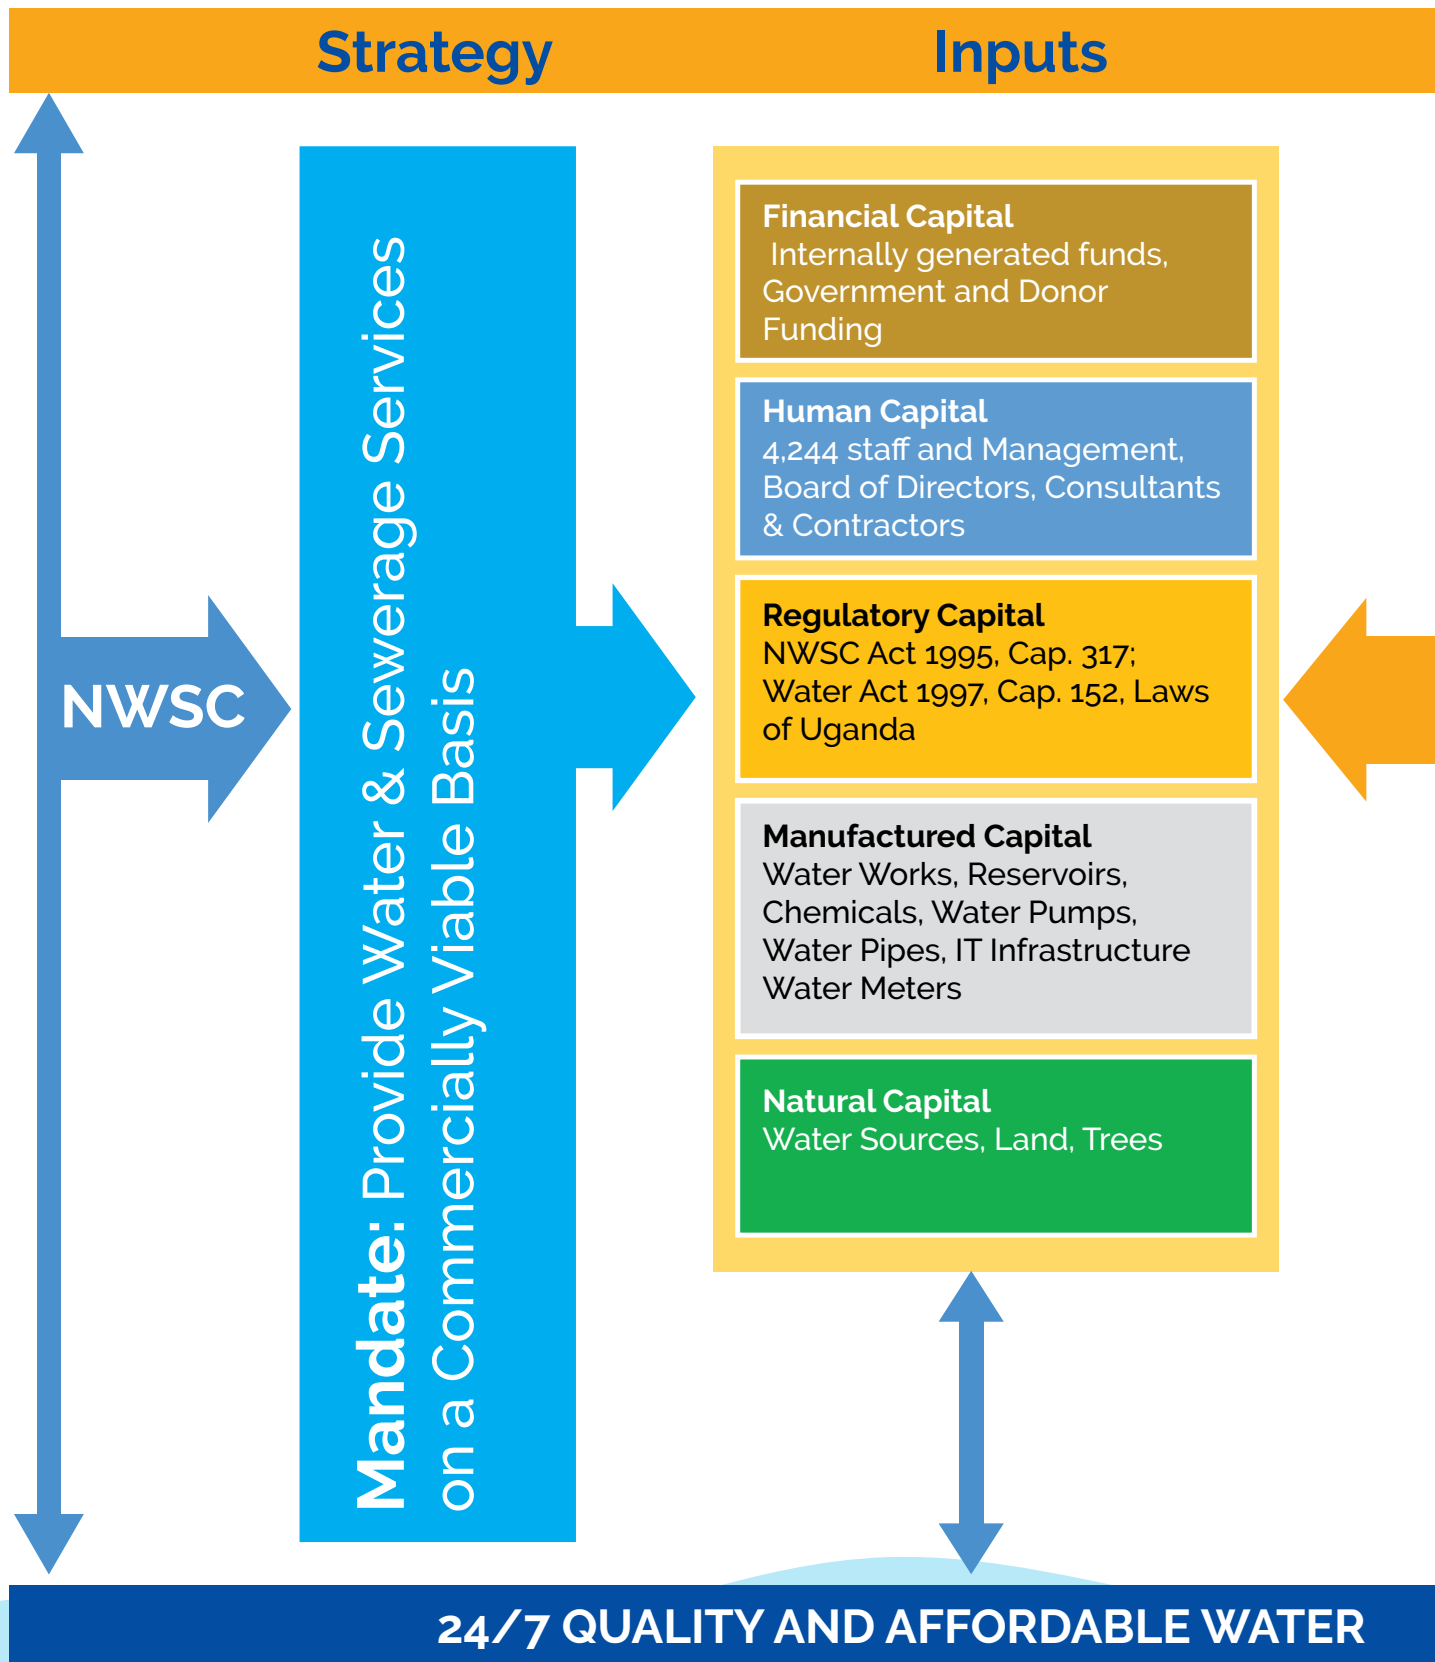 Strategy
Inputs
NWSC
Mandate: Provide Water & Sewerage Services
on a Commercially Viable Basis
Financial Capital
Internally generated funds,
Government and Donor
Funding
Human Capital
4,244 staff and Management,
Board of Directors, Consultants
& Contractors
Regulatory Capital
NWSC Act 1995, Cap. 317;
Water Act 1997, Cap. 152, Laws
of Uganda
Manufactured Capital
Water Works, Reservoirs,
Chemicals, Water Pumps,
Water Pipes, IT Infrastructure
Water Meters
Natural Capital
Water Sources, Land, Trees
24/7 QUALITY AND AFFORDABLE WATER